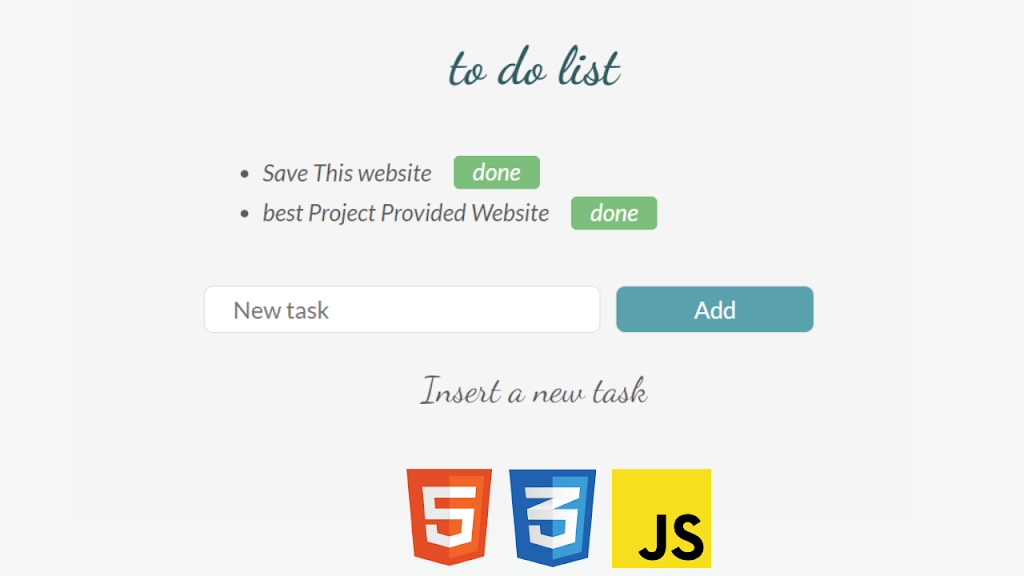 to do list
Save This website done
best Project Provided Website done
New task Add
Insert a new task
5 3 JS